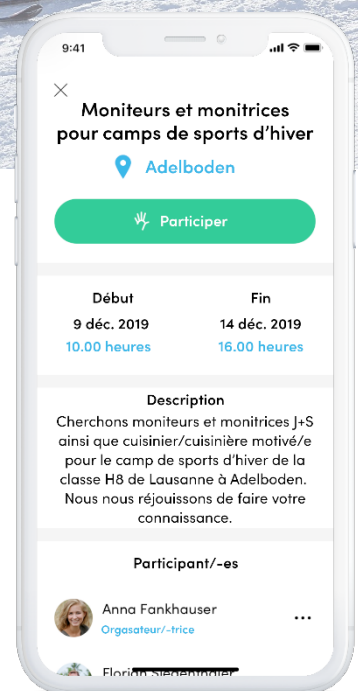 9:41
Moniteurs et monitrices
pour camps de sports d'hiver
Adelboden
Participer
Début Fin
9 déc. 2019 14 déc. 2019
10.00 heures 16.00 heures
Description
Cherchons moniteurs et monitrices J+S
ainsi que cuisinier/cuisinière motivé/e
pour le camp de sports d'hiver de la
classe H8 de Lausanne à Adelboden.
Nous nous réjouissons de faire votre
connaissance.
Participant/-es
Anna Fankhauser
Orgasateur/-trice
Florian Siegenthaler